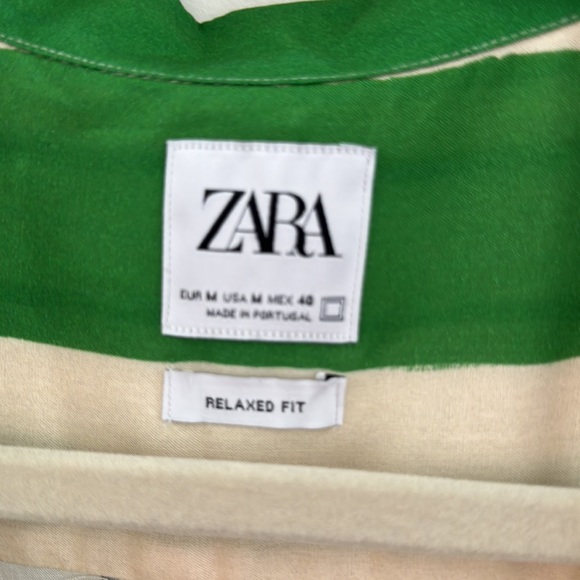 ZARA
EUR M USA M MEX 40
MADE IN PORTUGAL
RELAXED FIT